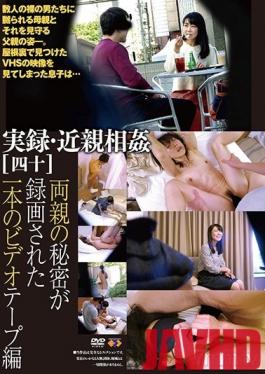 数人の裸の男たちに
嬲られる母親と
それを見守る
父親の姿―。
屋根裏で見つけた
VHSの映像を
見てしまった息子は…
実録・近親相姦
[四十]
両親の秘密が
録画された
一本のビデオテープ編
DVD
JAVHD